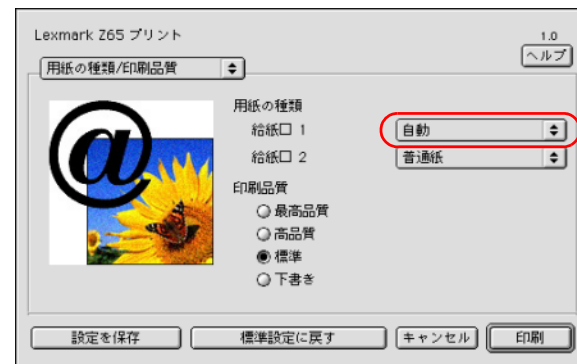 Lexmark Z65 プリント
1.0
用紙の種類/印刷品質
ヘルプ
用紙の種類
給紙口 1 自動
給紙口 2 普通紙
印刷品質
最高品質
高品質
標準
下書き
設定を保存 標準設定に戻す キャンセル 印刷
@